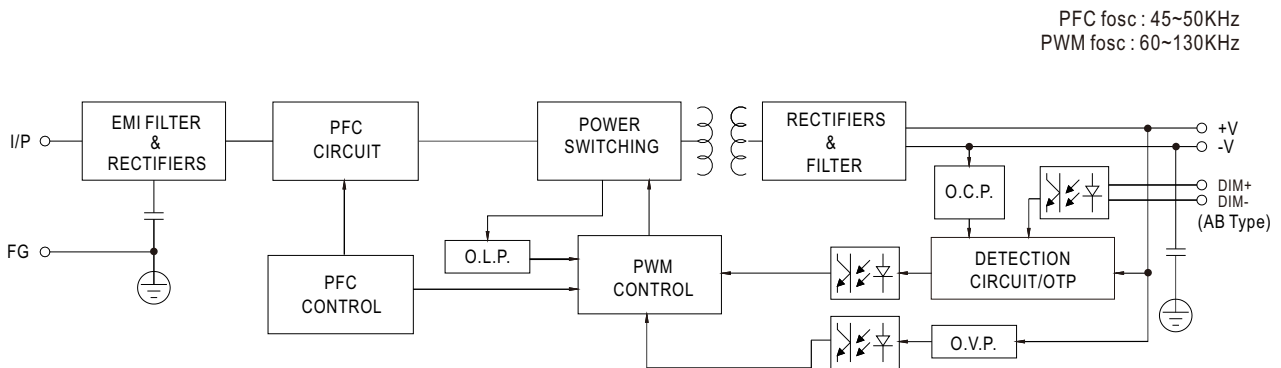 PFC fosc : 45~50KHz
PWM fosc : 60~130KHz
I/P
EMI FILTER
&
RECTIFIERS
PFC
CIRCUIT
POWER
SWITCHING
RECTIFIERS
&
FILTER
+V
-V
O.C.P.
DIM+
DIM-
(AB Type)
FG
O.L.P.
PFC
CONTROL
PWM
CONTROL
DETECTION
CIRCUIT/OTP
O.V.P.